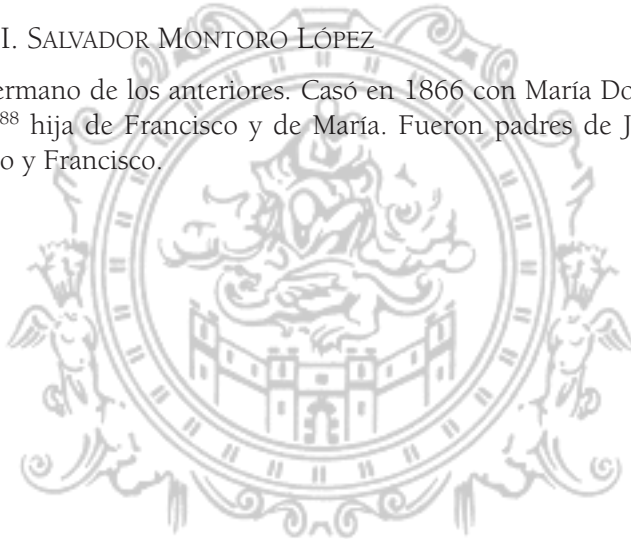 I. SALVADOR MONTORO LÓPEZ
ermano de los anteriores. Casó en 1866 con María Do
88 hija de Francisco y de María. Fueron padres de J
o y Francisco.